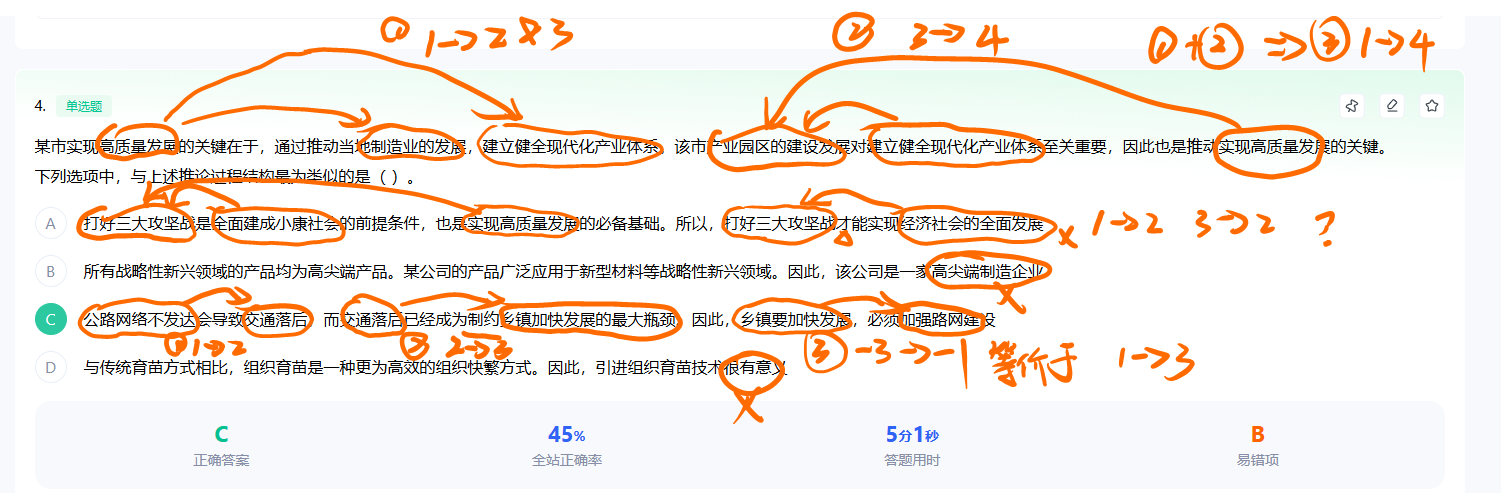 ① 1→2 且 3 ② 3→4 ①+② ⇒ ③ 1→4
4. 单选题
某市实现高质量发展的关键在于，通过推动当地制造业的发展，建立健全现代化产业体系。该市产业园区的建设发展对建立健全现代化产业体系至关重要，因此也是推动实现高质量发展的关键。
下列选项中，与上述推论过程结构最为类似的是（ ）。
A 打好三大攻坚战是全面建成小康社会的前提条件，也是实现高质量发展的必备基础。所以，打好三大攻坚战才能实现经济社会的全面发展 × 1→2 3→2 ?
B 所有战略性新兴领域的产品均为高尖端产品。某公司的产品广泛应用于新型材料等战略性新兴领域。因此，该公司是一家高尖端制造企业
×
C 公路网络不发达会导致交通落后，而交通落后已经成为制约乡镇加快发展的最大瓶颈。因此，乡镇要加快发展，必须加强路网建设
① 1→2 ② 2→3 ③ -3→-1 等价于 1→3
D 与传统育苗方式相比，组织育苗是一种更为高效的组织快繁方式。因此，引进组织育苗技术很有意义
×
C 45% 5分1秒 B
正确答案 全站正确率 答题用时 易错项